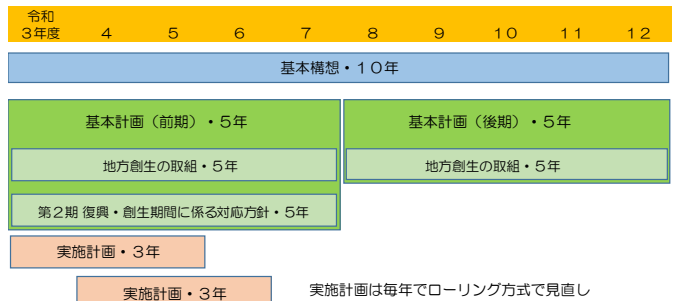 令和
3年度 4 5 6 7 8 9 10 11 12
基本構想・10年
基本計画(前期)・5年 基本計画(後期)・5年
地方創生の取組・5年 地方創生の取組・5年
第2期 復興・創生期間に係る対応方針・5年
実施計画・3年
実施計画・3年 実施計画は毎年でローリング方式で見直し